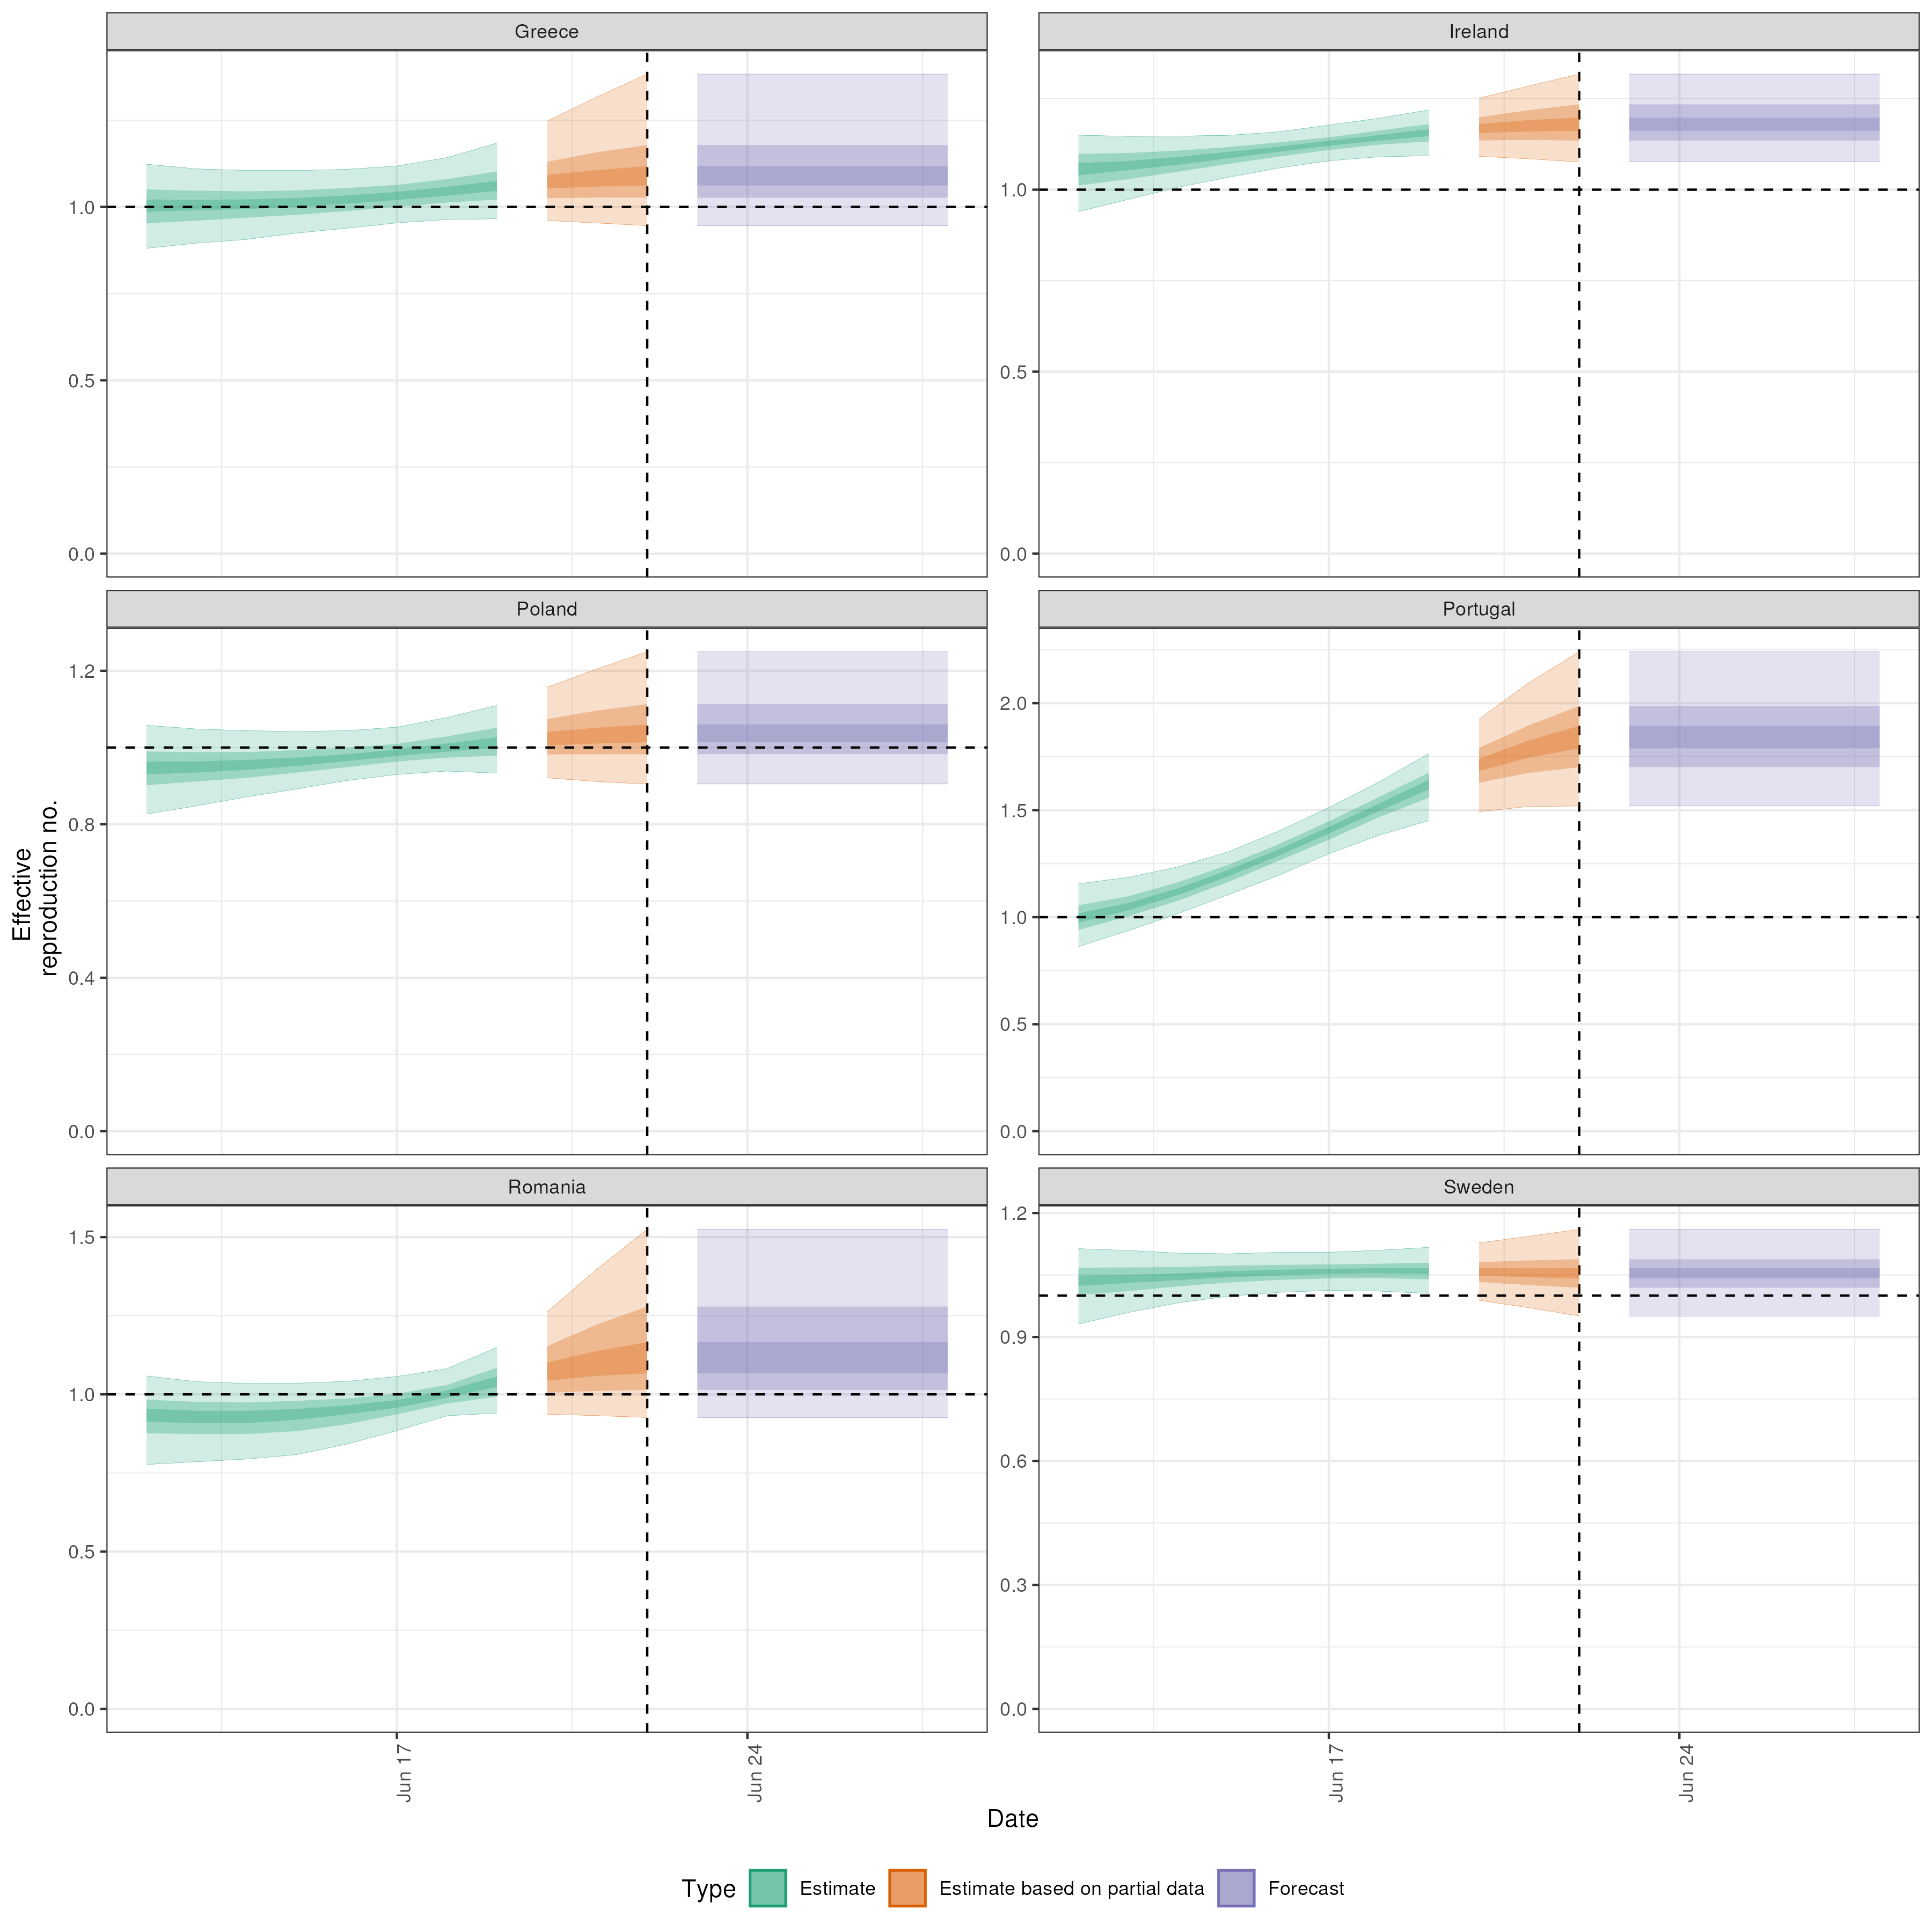 Greece
Ireland
1.0
0.5
0.0
1.0
0.5
0.0
Poland
Portugal
1.2
0.8
0.4
0.0
2.0
1.5
1.0
0.5
0.0
Effective
reproduction no.
Romania
Sweden
1.5
1.0
0.5
0.0
1.2
0.9
0.6
0.3
0.0
Jun 17
Jun 24
Jun 17
Jun 24
Date
Type
Estimate
Estimate based on partial data
Forecast